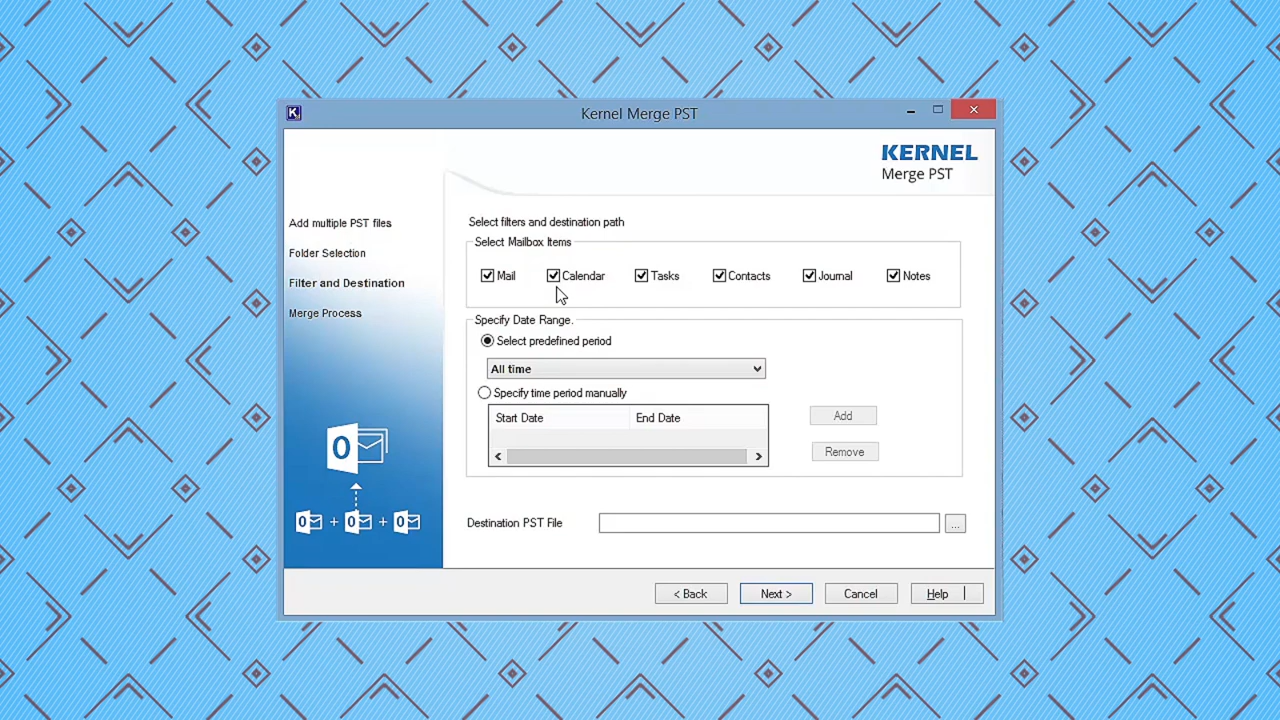 Kernel Merge PST
KERNEL
Merge PST
Add multiple PST files
Folder Selection
Filter and Destination
Merge Process
Select filters and destination path
Select Mailbox Items
Mail Calendar Tasks Contacts Journal Notes
Specify Date Range.
Select predefined period
All time
Specify time period manually
Start Date End Date
Add
Remove
Destination PST File
...
< Back Next > Cancel Help